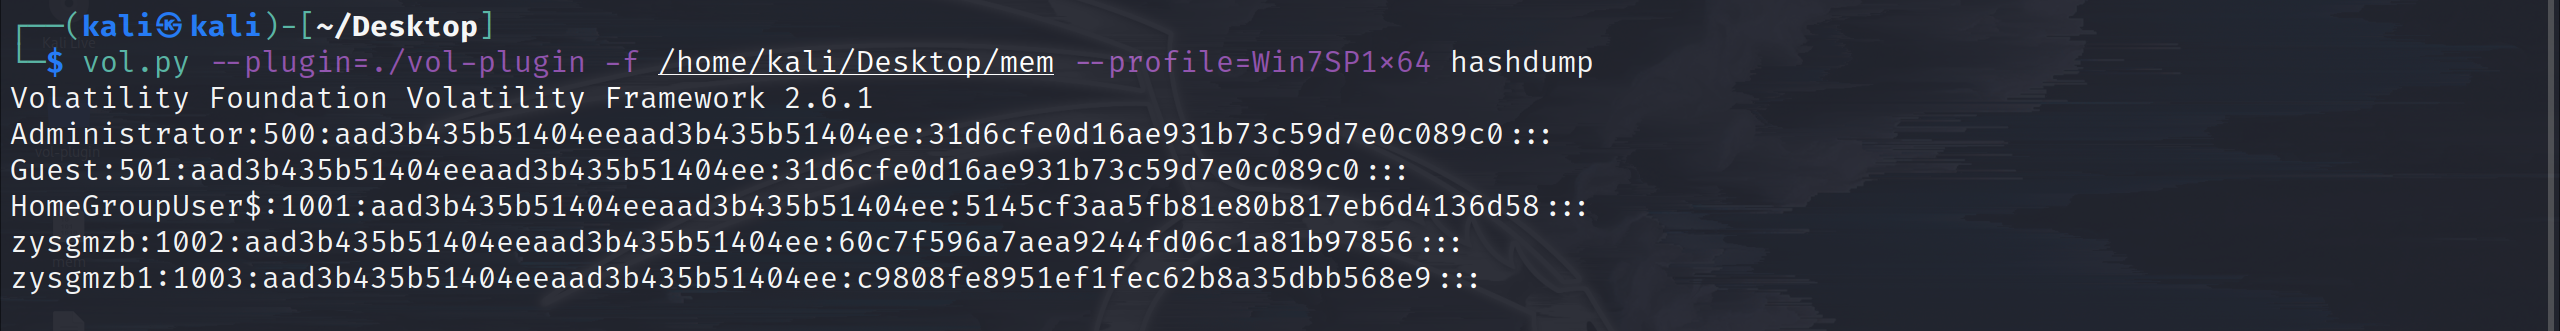 ┌──(kali㉿kali)-[~/Desktop]
└─$ vol.py --plugin=./vol-plugin -f /home/kali/Desktop/mem --profile=Win7SP1×64 hashdump
Volatility Foundation Volatility Framework 2.6.1
Administrator:500:aad3b435b51404eeaad3b435b51404ee:31d6cfe0d16ae931b73c59d7e0c089c0:::
Guest:501:aad3b435b51404eeaad3b435b51404ee:31d6cfe0d16ae931b73c59d7e0c089c0:::
HomeGroupUser$:1001:aad3b435b51404eeaad3b435b51404ee:5145cf3aa5fb81e80b817eb6d4136d58:::
zysgmzb:1002:aad3b435b51404eeaad3b435b51404ee:60c7f596a7aea9244fd06c1a81b97856:::
zysgmzb1:1003:aad3b435b51404eeaad3b435b51404ee:c9808fe8951ef1fec62b8a35dbb568e9:::